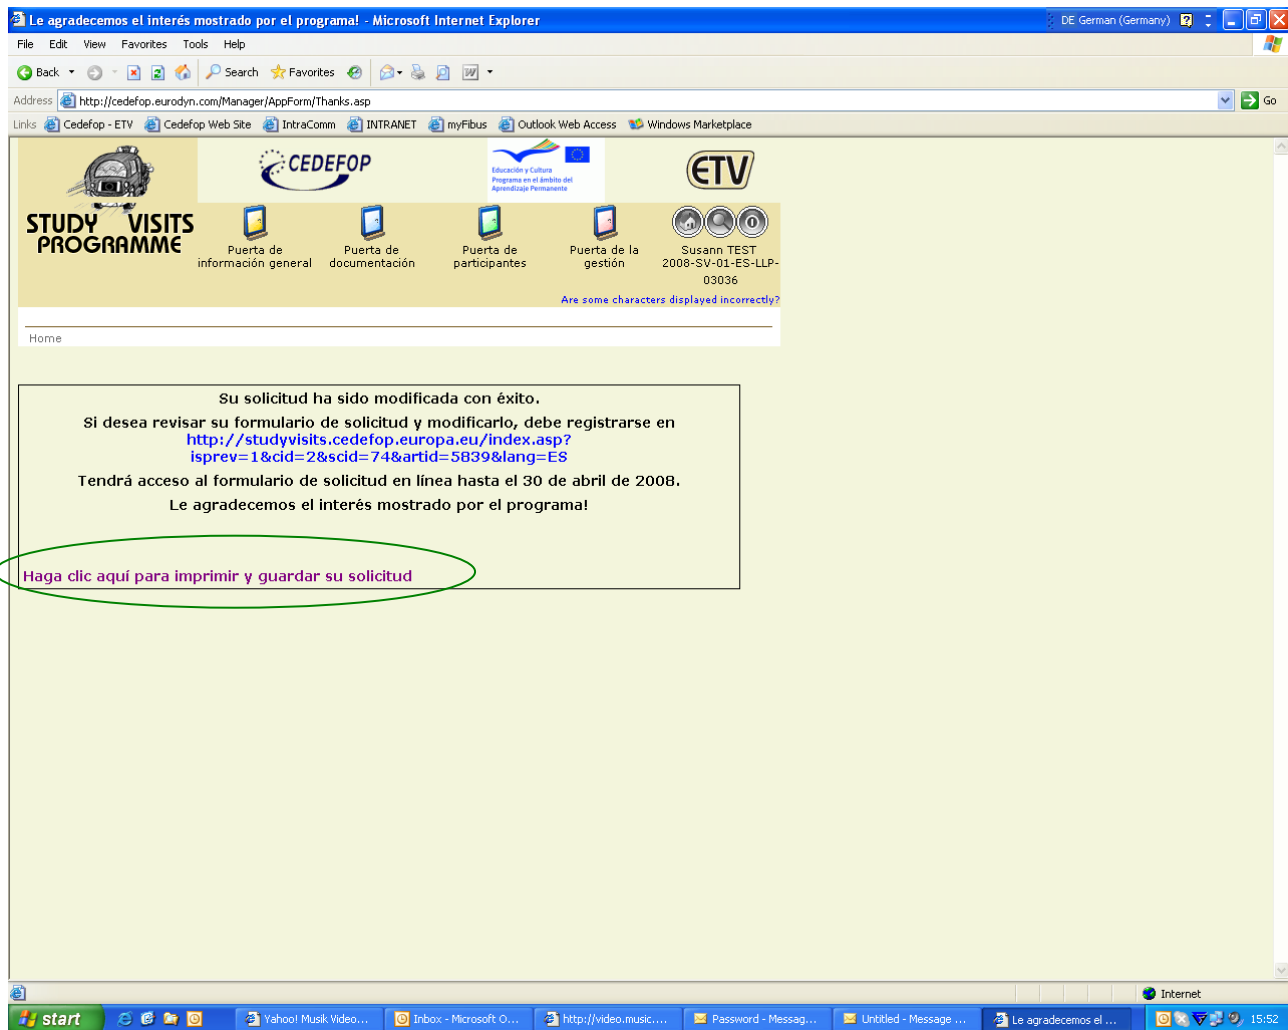 Le agradecemos el interés mostrado por el programa! - Microsoft Internet Explorer
DE German (Germany)
File Edit View Favorites Tools Help
Back Search Favorites
Address http://cedefop.eurodyn.com/Manager/AppForm/Thanks.asp Go
Links Cedefop - ETV Cedefop Web Site IntraComm INTRANET myFibus Outlook Web Access Windows Marketplace
CEDEFOP
Educación y Cultura
Programa en el ámbito del
Aprendizaje Permanente
ETV
STUDY VISITS
PROGRAMME
Puerta de
información general
Puerta de
documentación
Puerta de
participantes
Puerta de la
gestión
Susann TEST
2008-SV-01-ES-LLP-
03036
Are some characters displayed incorrectly?
Home
Su solicitud ha sido modificada con éxito.
Si desea revisar su formulario de solicitud y modificarlo, debe registrarse en
http://studyvisits.cedefop.europa.eu/index.asp?
isprev=1&cid=2&scid=74&artid=5839&lang=ES
Tendrá acceso al formulario de solicitud en línea hasta el 30 de abril de 2008.
Le agradecemos el interés mostrado por el programa!
Haga clic aquí para imprimir y guardar su solicitud
Internet
start Yahoo! Musik Video... Inbox - Microsoft O... http://video.music.... Password - Messag... Untitled - Message ... Le agradecemos el ... 15:52